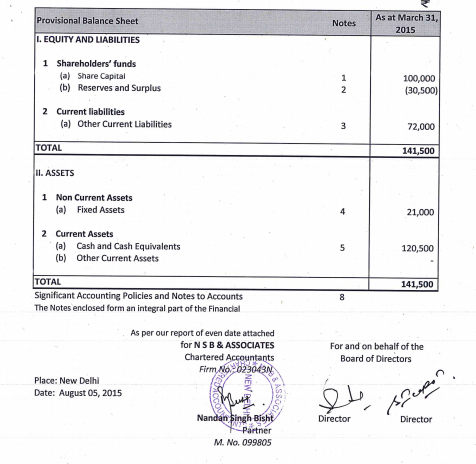 Provisional Balance Sheet Notes As at March 31, 2015
I. EQUITY AND LIABILITIES
1 Shareholders' funds
(a) Share Capital 1 100,000
(b) Reserves and Surplus 2 (30,500)
2 Current liabilities
(a) Other Current Liabilities 3 72,000
TOTAL 141,500
II. ASSETS
1 Non Current Assets
(a) Fixed Assets 4 21,000
2 Current Assets
(a) Cash and Cash Equivalents 5 120,500
(b) Other Current Assets -
TOTAL 141,500
Significant Accounting Policies and Notes to Accounts 8
The Notes enclosed form an integral part of the Financial
As per our report of even date attached
for N S B & ASSOCIATES For and on behalf of the
Chartered Accountants Board of Directors
Firm No. 023043N
Place: New Delhi
Date: August 05, 2015
NEW DELHI
Nandan Singh Bisht Director Director
Partner
M. No. 099805